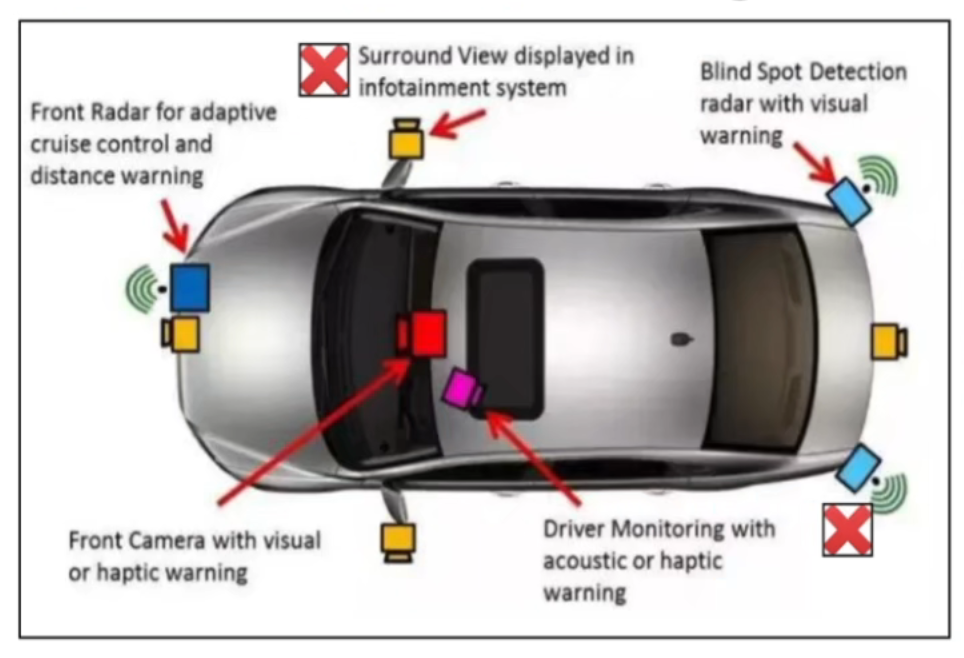 Surround View displayed in
infotainment system
Blind Spot Detection
radar with visual
warning
Front Radar for adaptive
cruise control and
distance warning
Front Camera with visual
or haptic warning
Driver Monitoring with
acoustic or haptic
warning